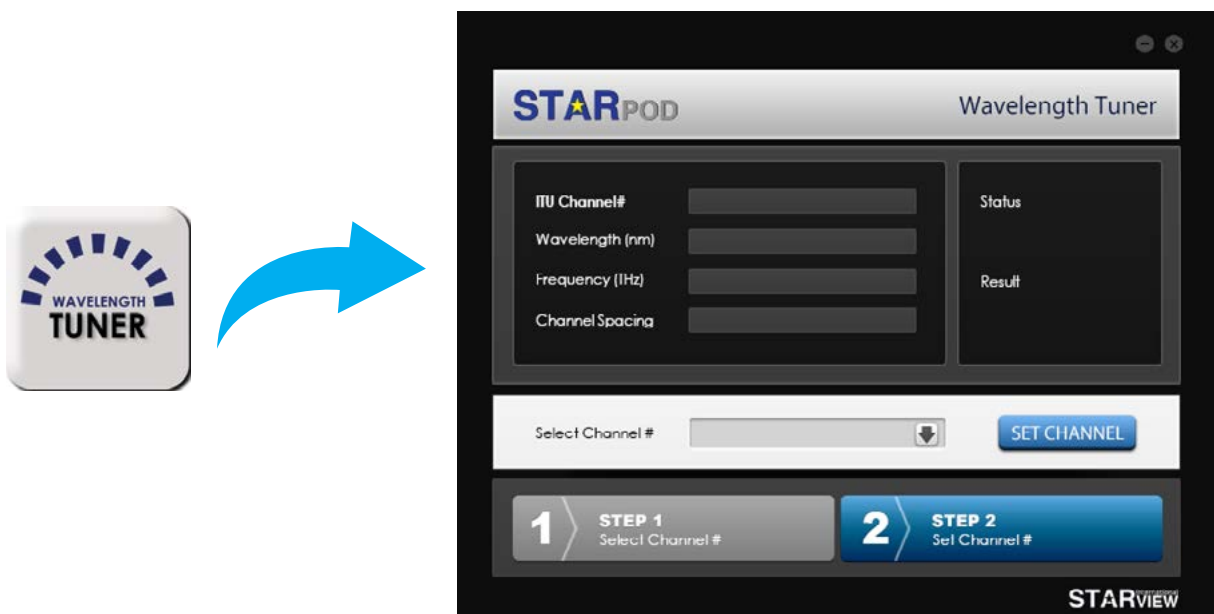 WAVELENGTH
TUNER
STARPOD
Wavelength Tuner
ITU Channel#
Wavelength (nm)
Frequency (THz)
Channel Spacing
Status
Result
Select Channel #
SET CHANNEL
1
STEP 1
Select Channel #
2
STEP 2
Set Channel #
STARVIEW
International